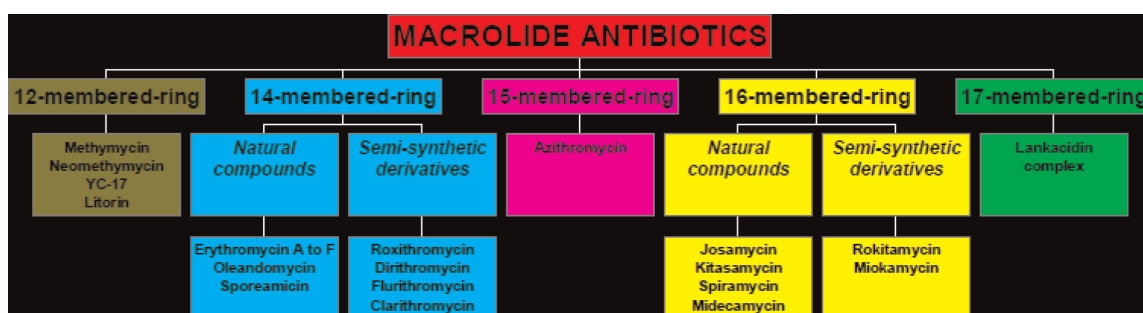 MACROLIDE ANTIBIOTICS
12-membered-ring
14-membered-ring
15-membered-ring
16-membered-ring
17-membered-ring
Methymycin
Neomethymycin
YC-17
Litorin
Natural
compounds
Semi-synthetic
derivatives
Azithromycin
Natural
compounds
Semi-synthetic
derivatives
Lankacidin
complex
Erythromycin A to F
Oleandomycin
Sporeamicin
Roxithromycin
Dirithromycin
Flurithromycin
Clarithromycin
Josamycin
Kitasamycin
Spiramycin
Midecamycin
Rokitamycin
Miokamycin